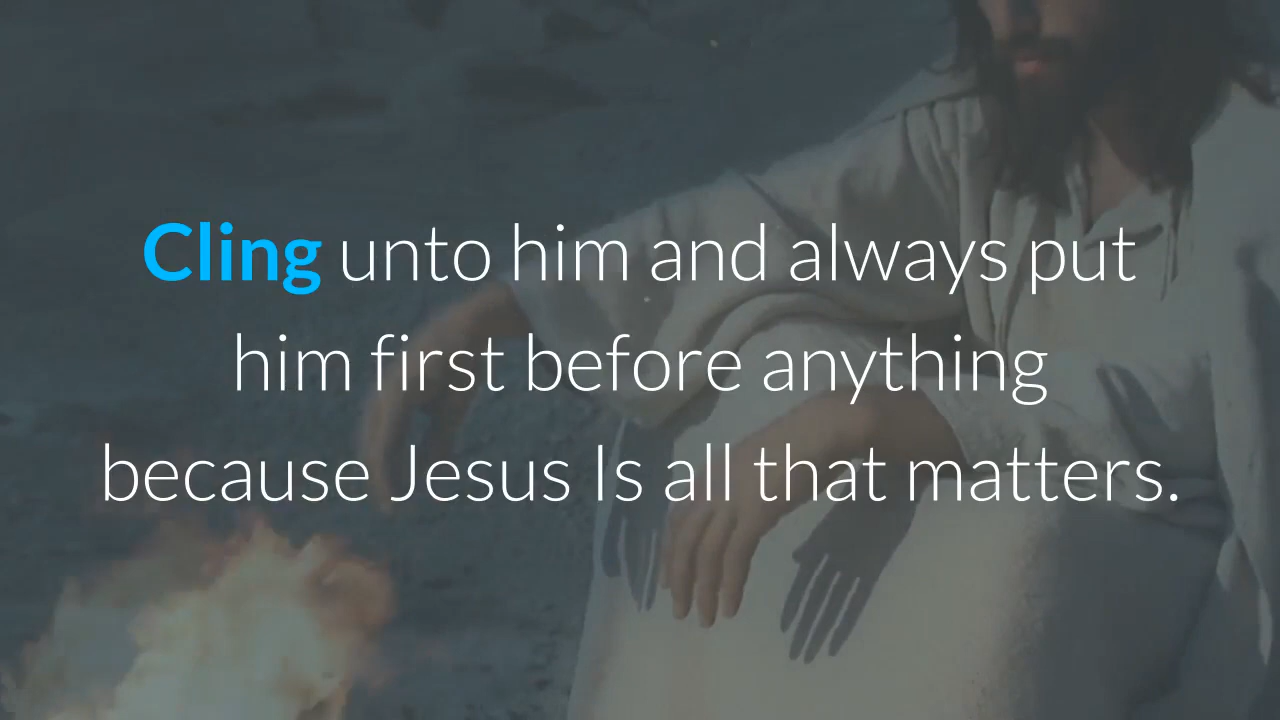 Cling unto him and always put
him first before anything
because Jesus Is all that matters.